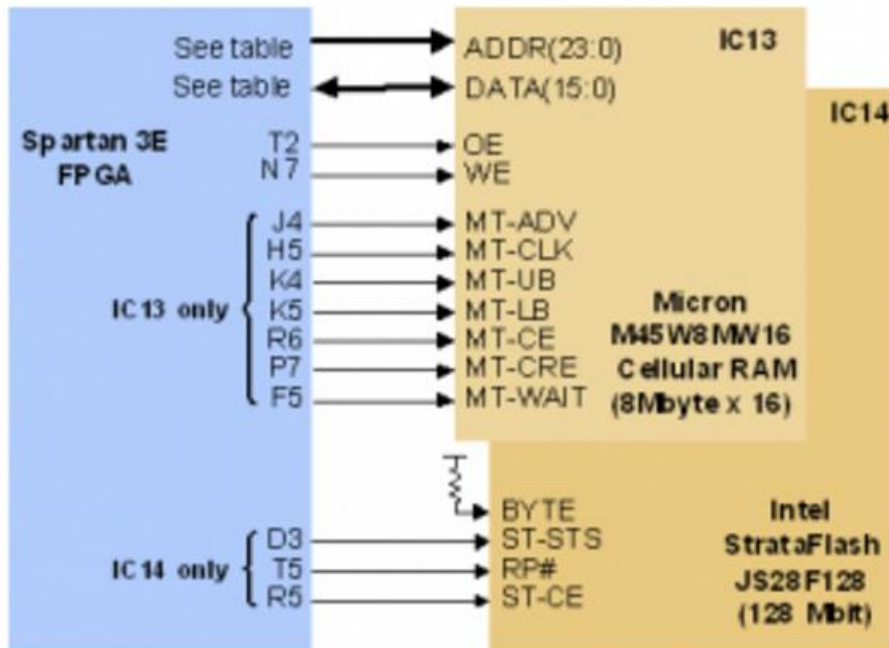 See table ADDR(23:0) IC13
See table DATA(15:0)
IC14
Spartan 3E
FPGA
T2 OE
N7 WE
J4 MT-ADV
H5 MT-CLK
K4 MT-UB
IC13 only K5 MT-LB
R6 MT-CE
P7 MT-CRE
F5 MT-WAIT
Micron
M45W8MW16
Cellular RAM
(8Mbyte x 16)
BYTE
D3 ST-STS
IC14 only T5 RP#
R5 ST-CE
Intel
StrataFlash
JS28F128
(128 Mbit)